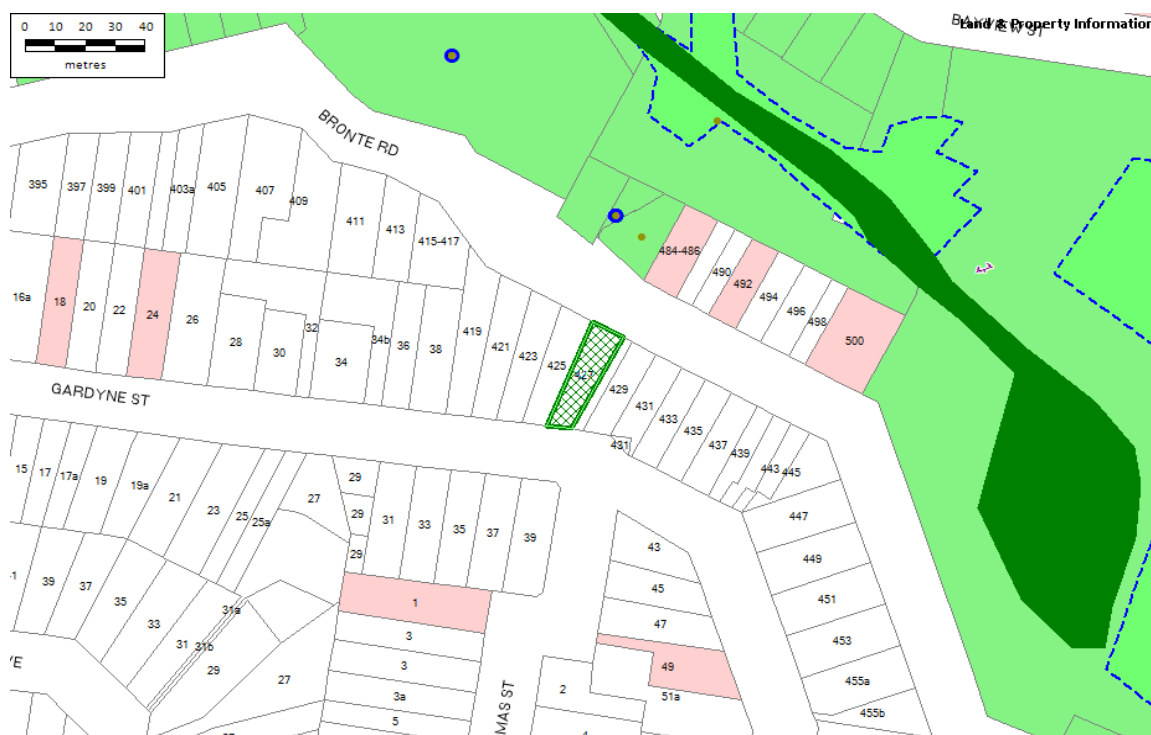 0 10 20 30 40
metres
Land & Property Information
BRONTE RD
395 397 399 401 403a 405 407 409 411 413 415-417
484-486 490 492 494 496 498 500
16a 18 20 22 24 26 28 30 32 34 34b 36 38 419 421 423 425 427 429 431 433 435 437 439 443 445
431
GARDYNE ST
15 17 17a 19 19a 21 23 25 25a 27 29 31 33 35 37 39
29
29
447
449
451
453
455a
455b
43
45
47
49
51a
39 37 35 33 31 31b 29 27
31a
1
3
3
3a
5
2
MAS ST